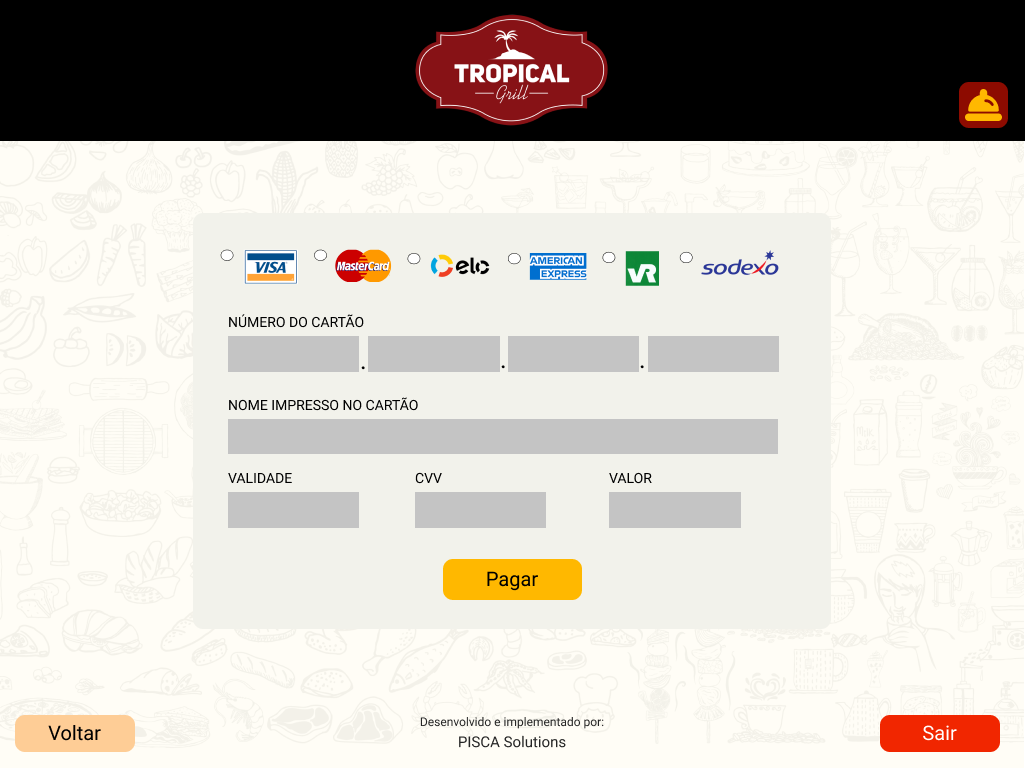 TROPICAL
Grill
VISA
MasterCard
elo
AMERICAN
EXPRESS
VR
sodexo
NÚMERO DO CARTÃO
. . .
NOME IMPRESSO NO CARTÃO
VALIDADE CVV VALOR
Pagar
Voltar
Desenvolvido e implementado por:
PISCA Solutions
Sair